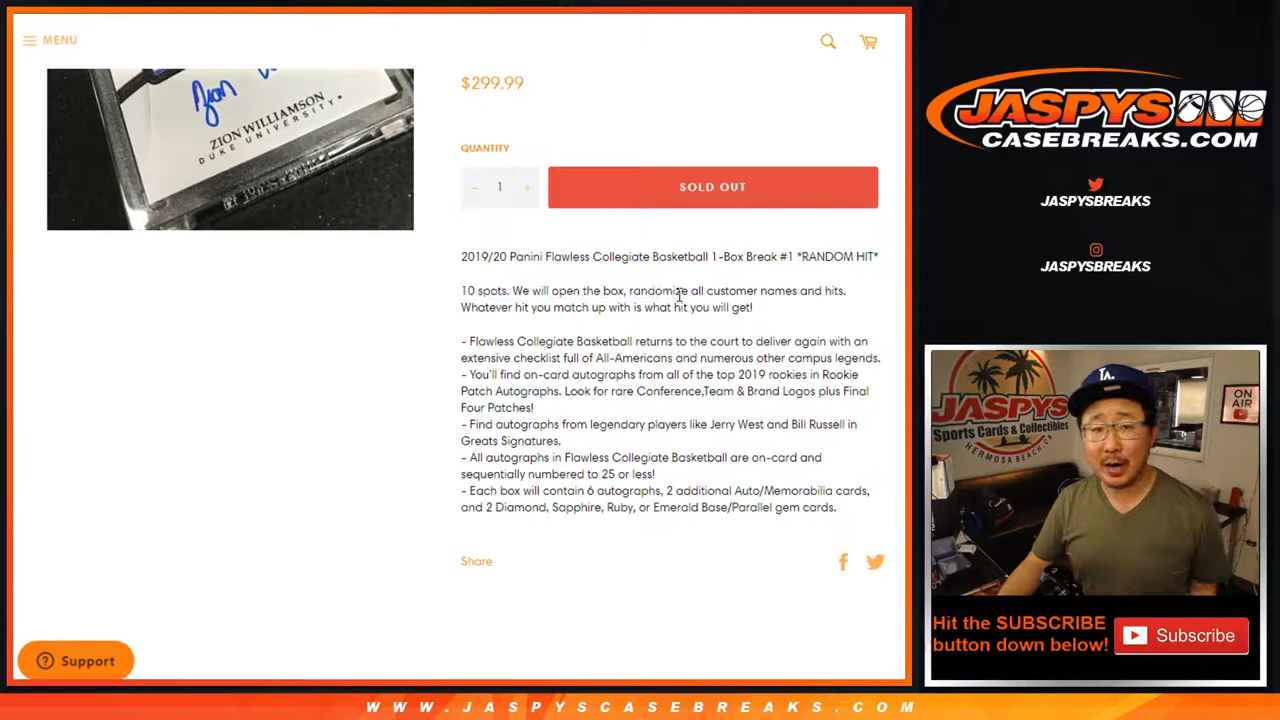 MENU
Zion
ZION WILLIAMSON
DUKE UNIVERSITY
$299.99
QUANTITY
− 1 +
SOLD OUT
2019/20 Panini Flawless Collegiate Basketball 1-Box Break #1 *RANDOM HIT*
10 spots. We will open the box, randomize all customer names and hits.
Whatever hit you match up with is what hit you will get!
- Flawless Collegiate Basketball returns to the court to deliver again with an
extensive checklist full of All-Americans and numerous other campus legends.
- You'll find on-card autographs from all of the top 2019 rookies in Rookie
Patch Autographs. Look for rare Conference,Team & Brand Logos plus Final
Four Patches!
- Find autographs from legendary players like Jerry West and Bill Russell in
Greats Signatures.
- All autographs in Flawless Collegiate Basketball are on-card and
sequentially numbered to 25 or less!
- Each box will contain 6 autographs, 2 additional Auto/Memorabilia cards,
and 2 Diamond, Sapphire, Ruby, or Emerald Base/Parallel gem cards.
Share
Support
JASPYS
CASEBREAKS.COM
JASPYSBREAKS
JASPYSBREAKS
JASPYS
Sports Cards & Collectibles
HERMOSA BEACH, CA
LA
ON
AIR
Hit the SUBSCRIBE
button down below!
Subscribe
WWW.JASPYSCASEBREAKS.COM